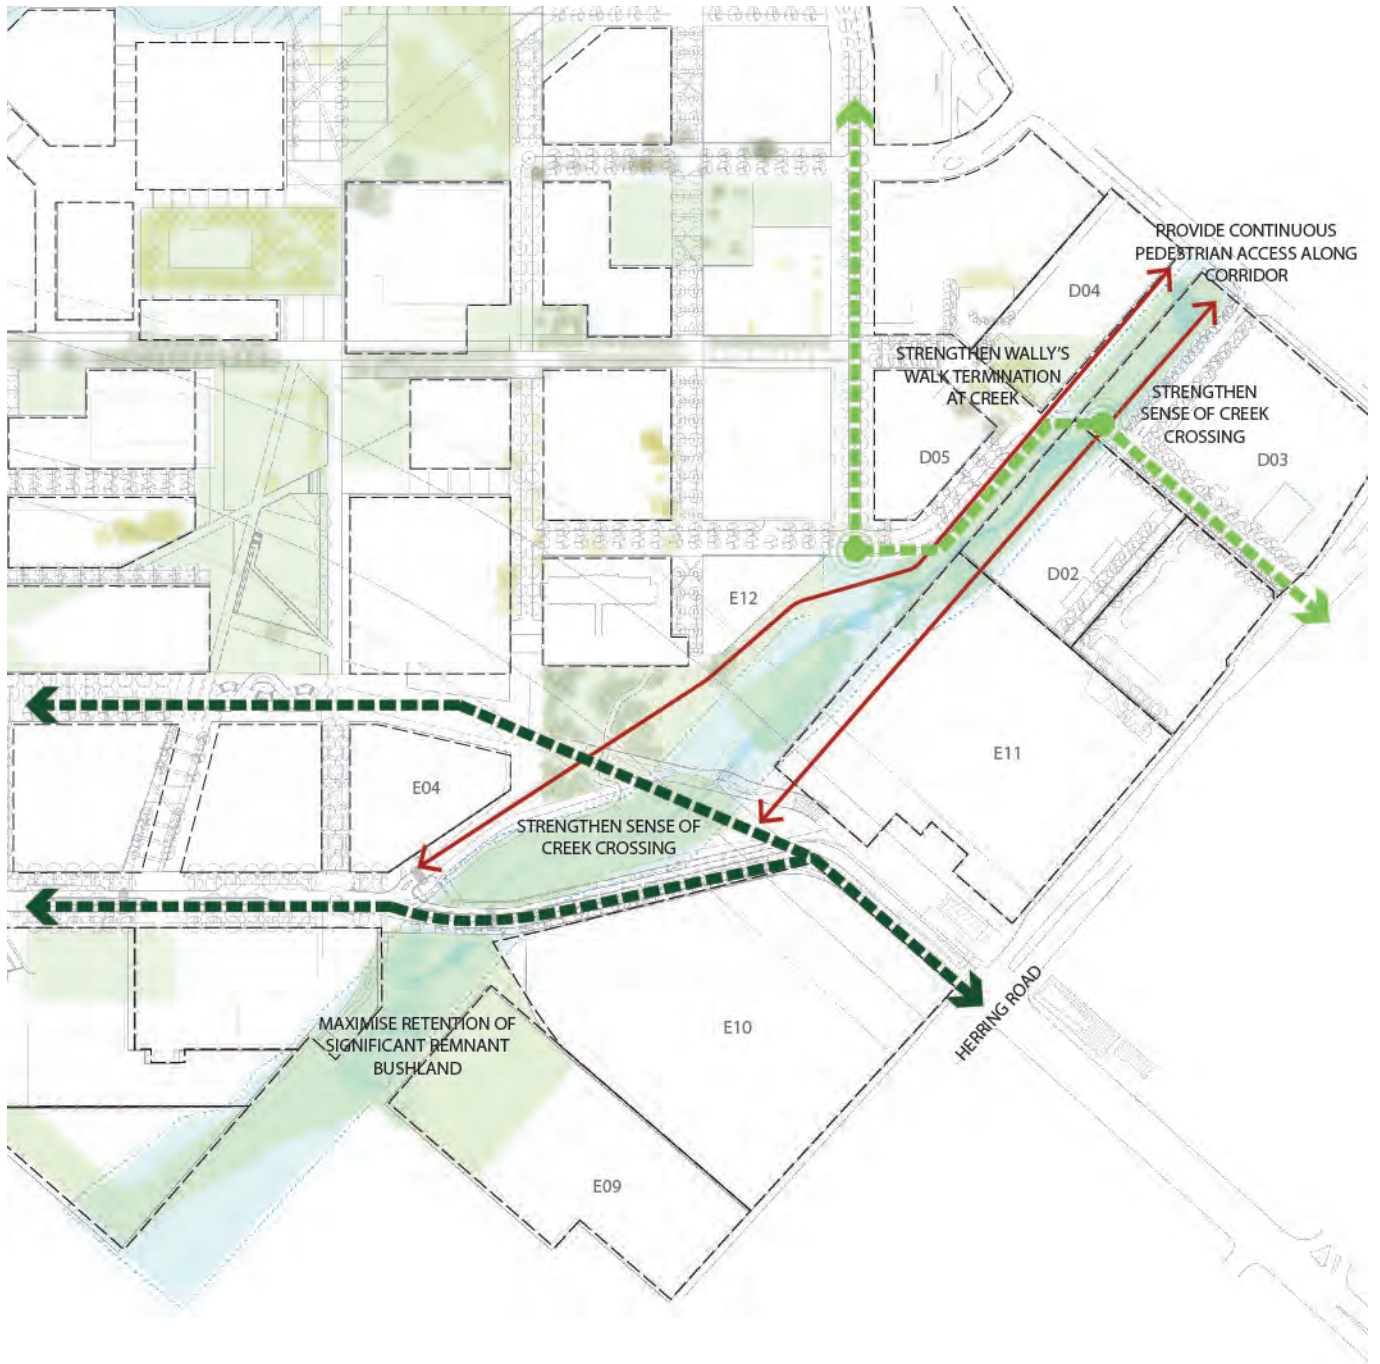 PROVIDE CONTINUOUS
PEDESTRIAN ACCESS ALONG
CORRIDOR
D04
STRENGTHEN WALLY'S
WALK TERMINATION
AT CREEK
STRENGTHEN
SENSE OF CREEK
CROSSING
D05
D03
D02
E12
E11
E04
STRENGTHEN SENSE OF
CREEK CROSSING
HERRING ROAD
E10
MAXIMISE RETENTION OF
SIGNIFICANT REMNANT
BUSHLAND
E09